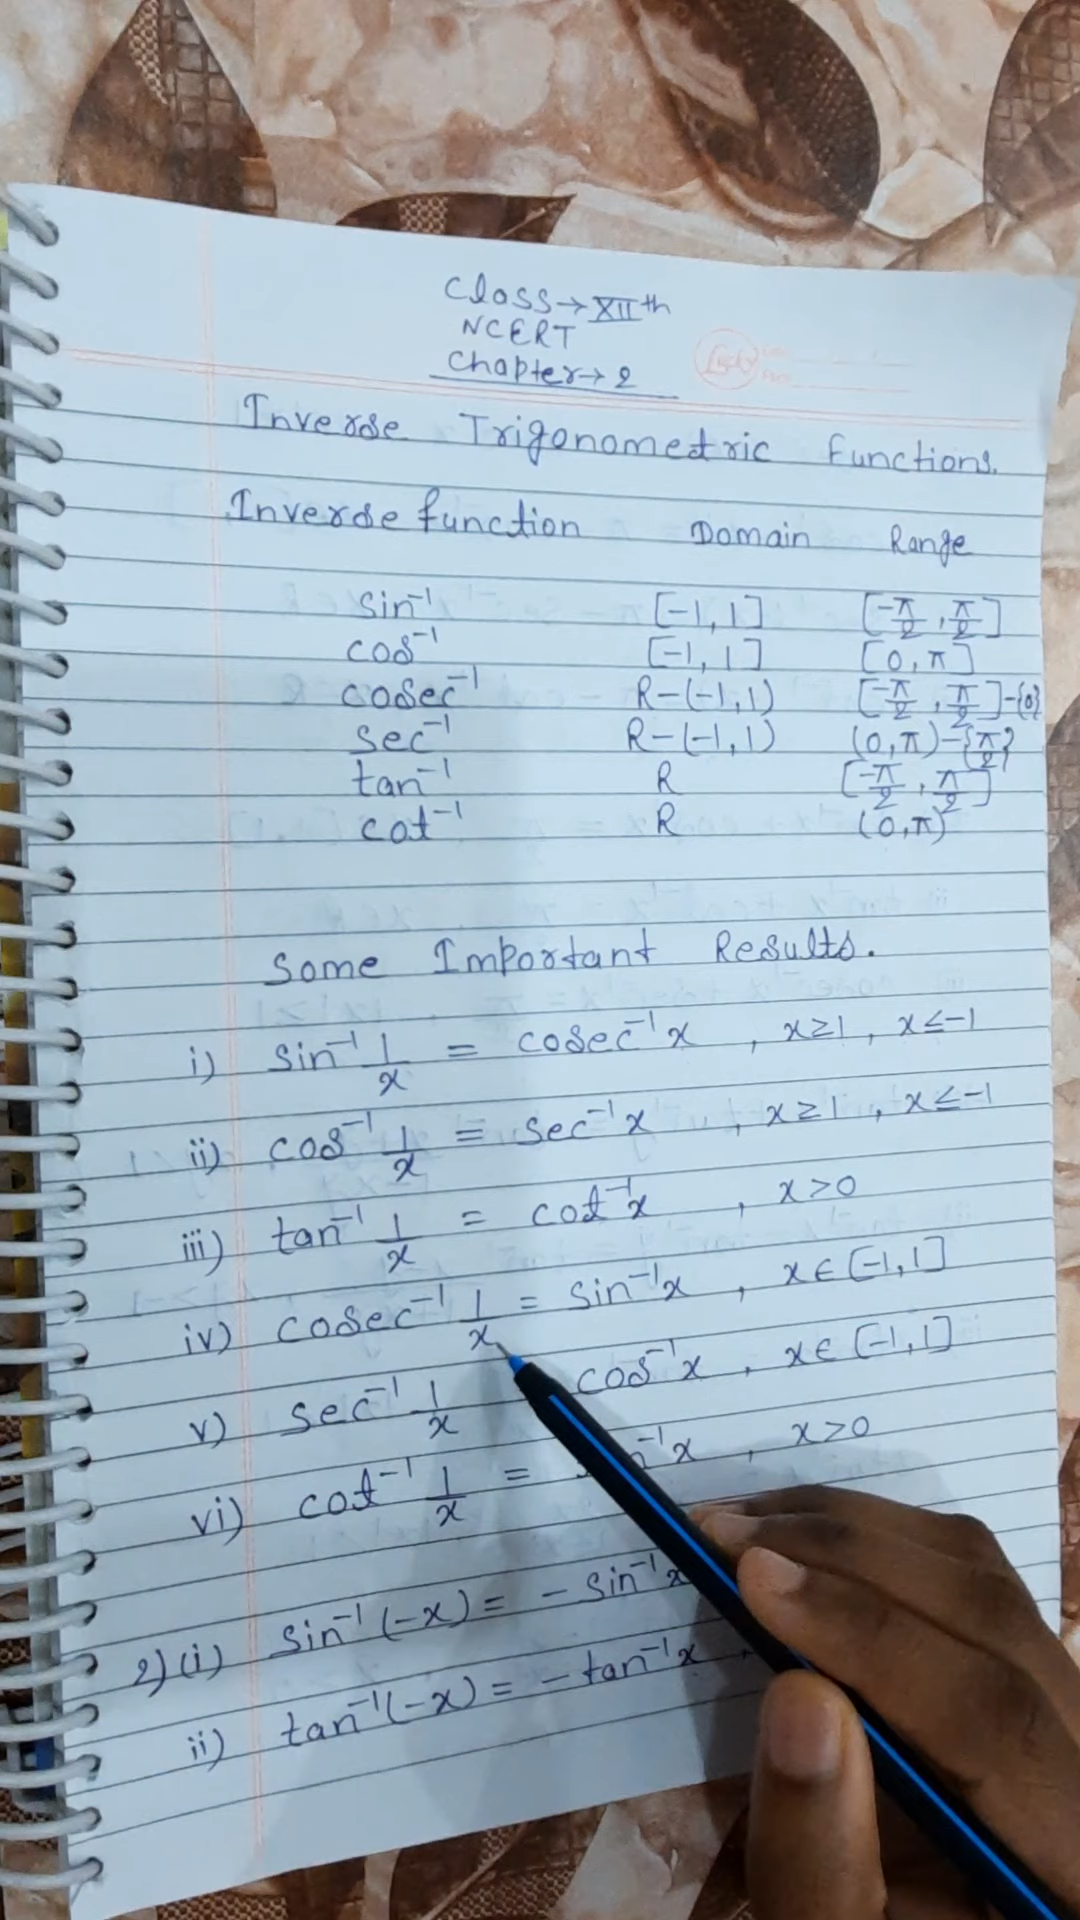 Class→XIIth
NCERT
Chapter→2
Inverse Trigonometric Functions.
Inverse function Domain Range
sin⁻¹ [-1,1] [-π/2, π/2]
cos⁻¹ [-1,1] [0,π]
cosec⁻¹ R-(-1,1) [-π/2, π/2]-{0}
sec⁻¹ R-(-1,1) (0,π)-{π/2}
tan⁻¹ R [-π/2, π/2]
cot⁻¹ R (0,π)
Some Important Results.
i) sin⁻¹ 1/x = cosec⁻¹x , x≥1, x≤-1
ii) cos⁻¹ 1/x = sec⁻¹x , x≥1, x≤-1
iii) tan⁻¹ 1/x = cot⁻¹x , x>0
iv) cosec⁻¹ 1/x = sin⁻¹x , x∈[-1,1]
v) sec⁻¹ 1/x cos⁻¹x , x∈[-1,1]
vi) cot⁻¹ 1/x = n⁻¹x , x>0
2)(i) sin⁻¹(-x) = -sin⁻¹x
ii) tan⁻¹(-x) = -tan⁻¹x